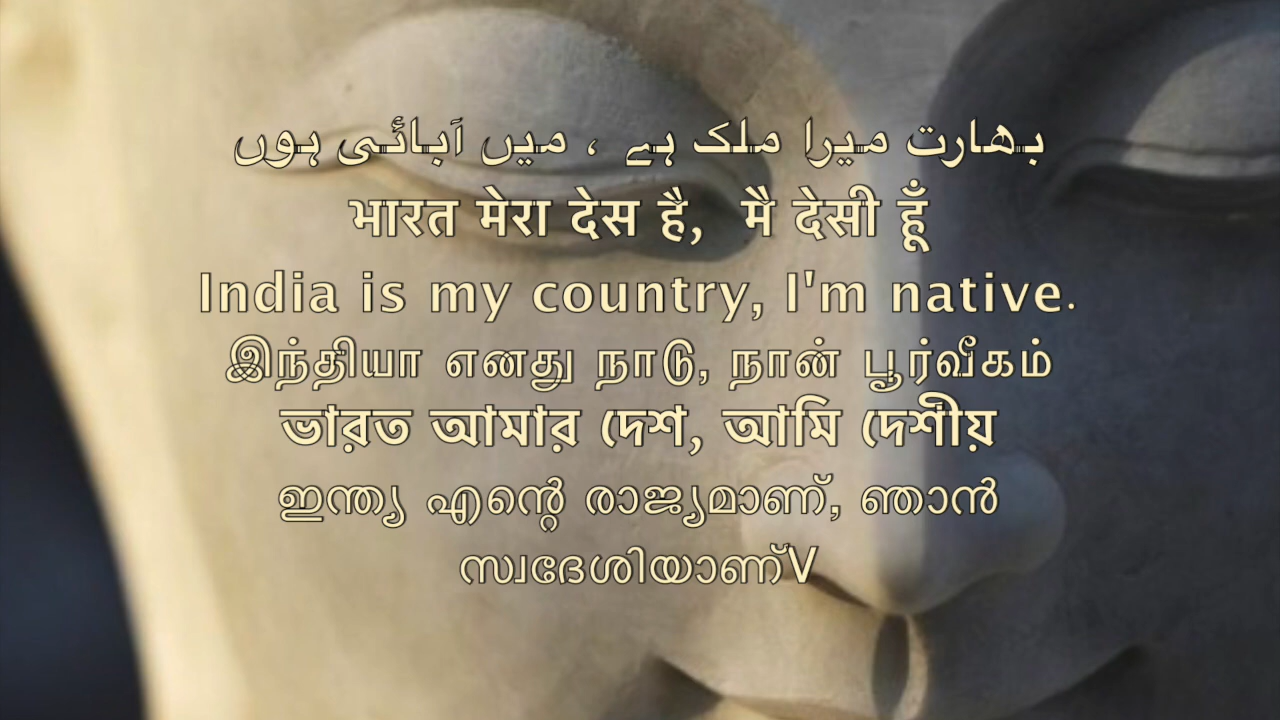 بھارت میرا ملک ہے ، میں آبائی ہوں
भारत मेरा देस है, मै देसी हूँ
India is my country, I'm native.
இந்தியா எனது நாடு, நான் பூர்வீகம்
ভারত আমার দেশ, আমি দেশীয়
ഇന്ത്യ എന്റെ രാജ്യമാണ്, ഞാൻ
സ്വദേശിയാണ്V